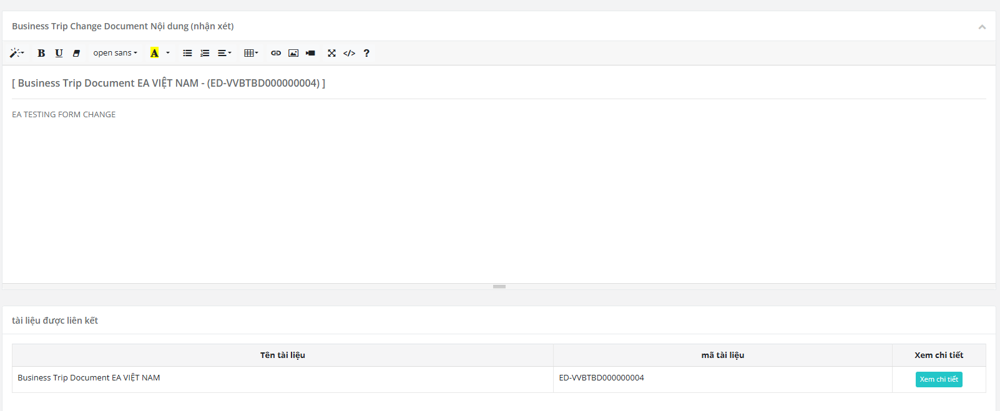 Business Trip Change Document Nội dung (nhận xét)
B U open sans A </> ?
[ Business Trip Document EA VIỆT NAM - (ED-VVBTBD000000004) ]
EA TESTING FORM CHANGE
tài liệu được liên kết
Tên tài liệu mã tài liệu Xem chi tiết
Business Trip Document EA VIỆT NAM ED-VVBTBD000000004 Xem chi tiết